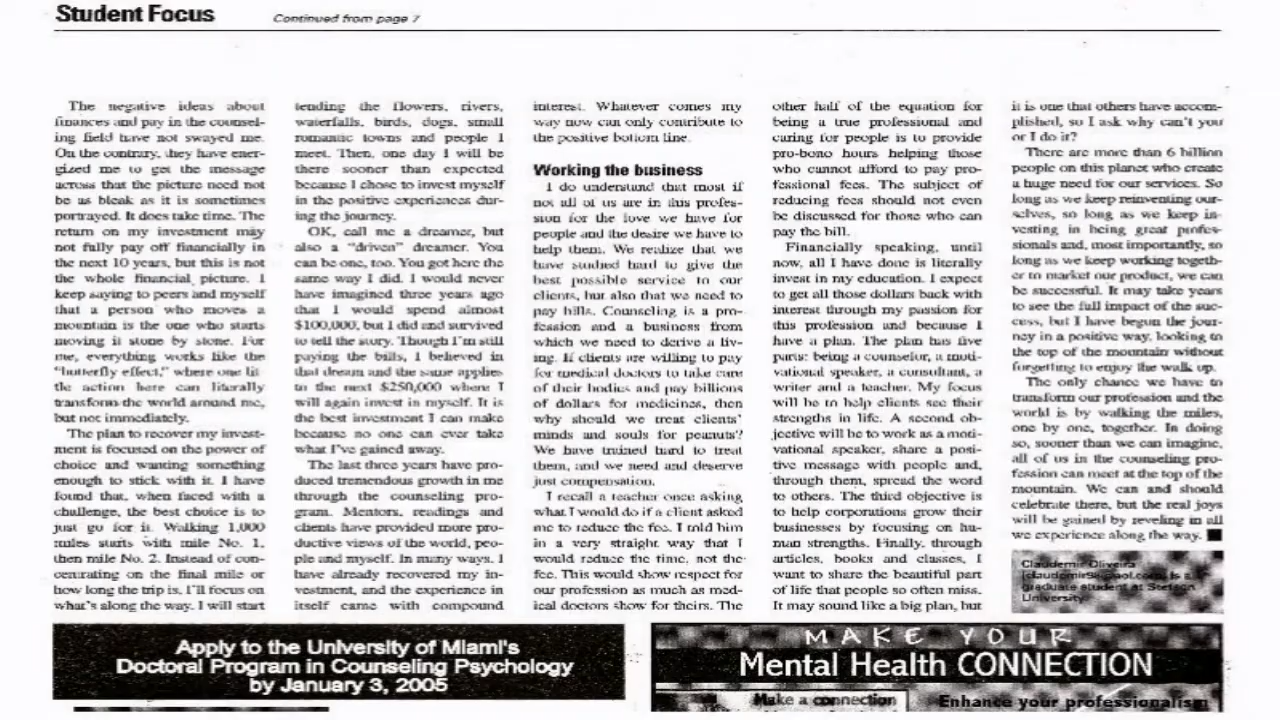 Student Focus
Continued from page 7
The negative ideas about
finances and pay in the counsel-
ing field have not swayed me.
On the contrary, they have ener-
gized me to get the message
across that the picture need not
be as bleak as it is sometimes
portrayed. It does take time. The
return on my investment may
not fully pay off financially in
the next 10 years, but this is not
the whole financial picture. I
keep saying to peers and myself
that a person who moves a
mountain is the one who starts
moving it stone by stone. For
me, everything works like the
"butterfly effect," where one lit
tle action here can literally
transform the world around me,
but not immediately.
The plan to recover my invest-
ment is focused on the power of
choice and wanting something
enough to stick with it. I have
found that, when faced with a
challenge, the best choice is to
just go for it. Walking 1,000
miles starts with mile No. 1,
then mile No. 2. Instead of con-
centrating on the final mile or
how long the trip is, I'll focus on
what's along the way. I will start
tending the flowers, rivers,
waterfalls, birds, dogs, small
romantic towns and people I
meet. Then, one day I will be
there sooner than expected
because I chose to invest myself
in the positive experiences dur-
ing the journey.
OK, call me a dreamer, but
also a "driven" dreamer. You
can be one, too. You got here the
same way I did. I would never
have imagined three years ago
that I would spend almost
$100,000, but I did and survived
to tell the story. Though I'm still
paying the bills, I believed in
that dream and the same applies
to the next $250,000 where I
will again invest in myself. It is
the best investment I can make
because no one can ever take
what I've gained away.
The last three years have pro-
duced tremendous growth in me
through the counseling pro-
gram. Mentors, readings and
clients have provided more pro-
ductive views of the world, peo-
ple and myself. In many ways, I
have already recovered my in-
vestment, and the experience in
itself came with compound
interest. Whatever comes my
way now can only contribute to
the positive bottom line.
Working the business
I do understand that most if
not all of us are in this profes-
sion for the love we have for
people and the desire we have to
help them. We realize that we
have studied hard to give the
best possible service to our
clients, but also that we need to
pay bills. Counseling is a pro-
fession and a business from
which we need to derive a liv-
ing. If clients are willing to pay
for medical doctors to take care
of their bodies and pay billions
of dollars for medicines, then
why should we treat clients'
minds and souls for peanuts?
We have trained hard to treat
them, and we need and deserve
just compensation.
I recall a teacher once asking
what I would do if a client asked
me to reduce the fee. I told him
in a very straight way that I
would reduce the time, not the
fee. This would show respect for
our profession as much as med-
ical doctors show for theirs. The
other half of the equation for
being a true professional and
caring for people is to provide
pro-bono hours helping those
who cannot afford to pay pro-
fessional fees. The subject of
reducing fees should not even
be discussed for those who can
pay the bill.
Financially speaking, until
now, all I have done is literally
invest in my education. I expect
to get all those dollars back with
interest through my passion for
this profession and because I
have a plan. The plan has five
parts: being a counselor, a moti-
vational speaker, a consultant, a
writer and a teacher. My focus
will be to help clients see their
strengths in life. A second ob-
jective will be to work as a moti-
vational speaker, share a posi-
tive message with people and,
through them, spread the word
to others. The third objective is
to help corporations grow their
businesses by focusing on hu-
man strengths. Finally, through
articles, books and classes, I
want to share the beautiful part
of life that people so often miss.
It may sound like a big plan, but
it is one that others have accom-
plished, so I ask why can't you
or I do it?
There are more than 6 billion
people on this planet who create
a huge need for our services. So
long as we keep reinventing our-
selves, so long as we keep in-
vesting in being great profes-
sionals and, most importantly, so
long as we keep working togeth-
er to market our product, we can
be successful. It may take years
to see the full impact of the suc-
cess, but I have begun the jour-
ney in a positive way, looking to
the top of the mountain without
forgetting to enjoy the walk up.
The only chance we have to
transform our profession and the
world is by walking the miles,
one by one, together. In doing
so, sooner than we can imagine,
all of us in the counseling pro-
fession can meet at the top of the
mountain. We can and should
celebrate there, but the real joys
will be gained by reveling in all
we experience along the way.
Claudemir Oliveira
is a
graduate student at Stetson
University.
Apply to the University of Miami's
Doctoral Program in Counseling Psychology
by January 3, 2005
MAKE YOUR
Mental Health CONNECTION
Make a connection
Enhance your professionalism